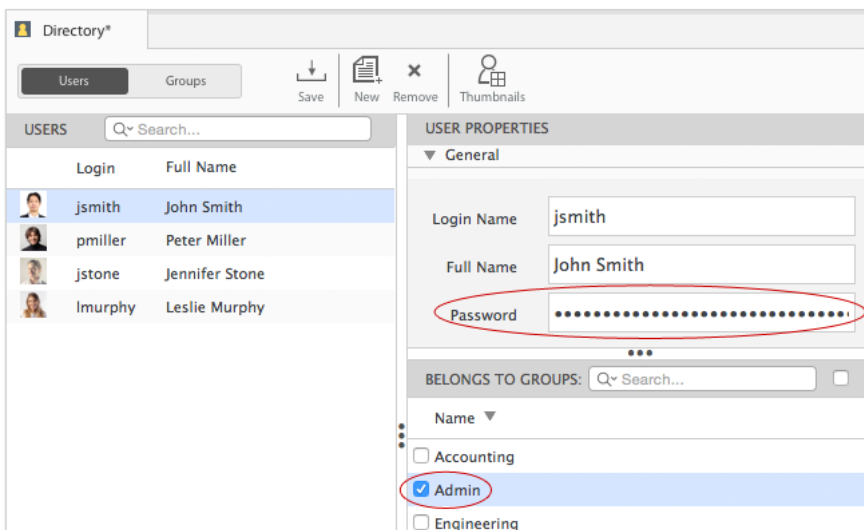 Directory*
Users Groups
Save New Remove Thumbnails
USERS Search...
Login Full Name
jsmith John Smith
pmiller Peter Miller
jstone Jennifer Stone
lmurphy Leslie Murphy
USER PROPERTIES
General
Login Name jsmith
Full Name John Smith
Password ••••••••••••••••••••••••••••••
BELONGS TO GROUPS: Search...
Name
Accounting
Admin
Engineering